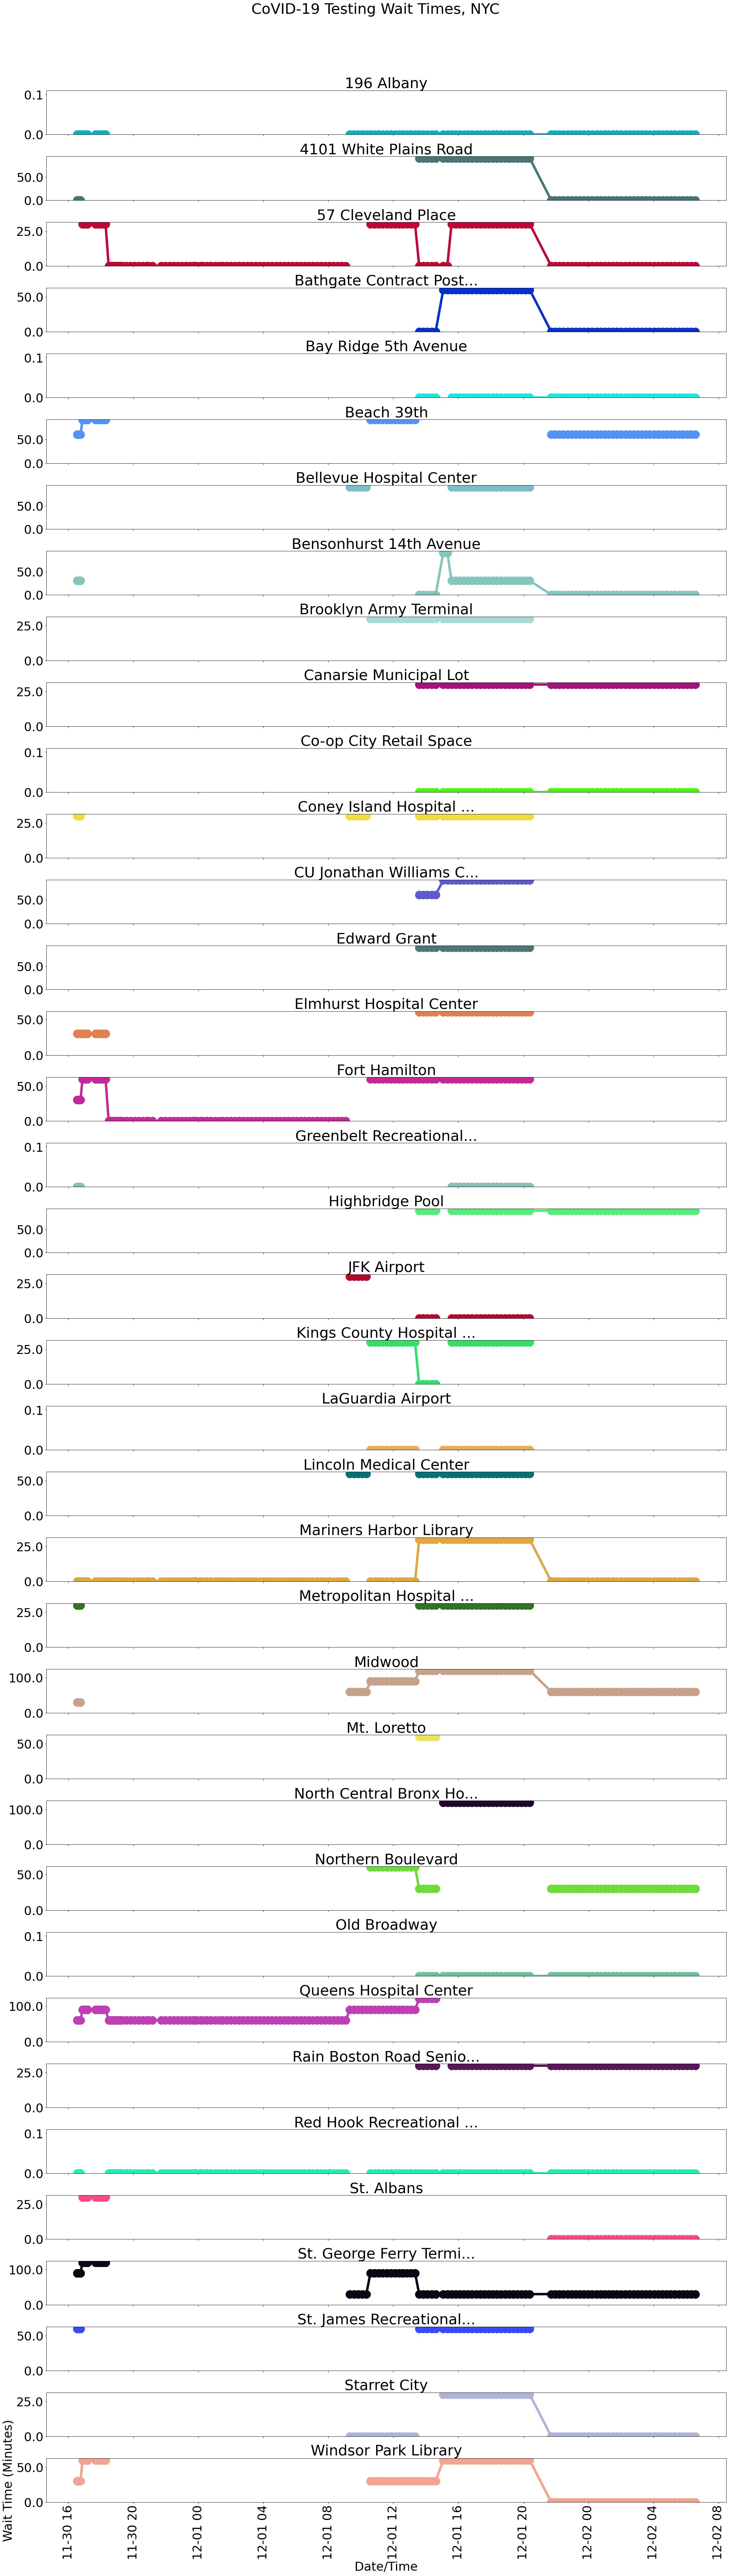 CoVID-19 Testing Wait Times, NYC
196 Albany
0.1
0.0
4101 White Plains Road
50.0
0.0
57 Cleveland Place
25.0
0.0
Bathgate Contract Post...
50.0
0.0
Bay Ridge 5th Avenue
0.1
0.0
Beach 39th
50.0
0.0
Bellevue Hospital Center
50.0
0.0
Bensonhurst 14th Avenue
50.0
0.0
Brooklyn Army Terminal
25.0
0.0
Canarsie Municipal Lot
25.0
0.0
Co-op City Retail Space
0.1
0.0
Coney Island Hospital ...
25.0
0.0
CU Jonathan Williams C...
50.0
0.0
Edward Grant
50.0
0.0
Elmhurst Hospital Center
50.0
0.0
Fort Hamilton
50.0
0.0
Greenbelt Recreational...
0.1
0.0
Highbridge Pool
50.0
0.0
JFK Airport
25.0
0.0
Kings County Hospital ...
25.0
0.0
LaGuardia Airport
0.1
0.0
Lincoln Medical Center
50.0
0.0
Mariners Harbor Library
25.0
0.0
Metropolitan Hospital ...
25.0
0.0
Midwood
100.0
0.0
Mt. Loretto
50.0
0.0
North Central Bronx Ho...
100.0
0.0
Northern Boulevard
50.0
0.0
Old Broadway
0.1
0.0
Queens Hospital Center
100.0
0.0
Rain Boston Road Senio...
25.0
0.0
Red Hook Recreational ...
0.1
0.0
St. Albans
25.0
0.0
St. George Ferry Termi...
100.0
0.0
St. James Recreational...
50.0
0.0
Starret City
25.0
0.0
Windsor Park Library
50.0
0.0
Wait Time (Minutes)
11-30 16
11-30 20
12-01 00
12-01 04
12-01 08
12-01 12
12-01 16
12-01 20
12-02 00
12-02 04
12-02 08
Date/Time